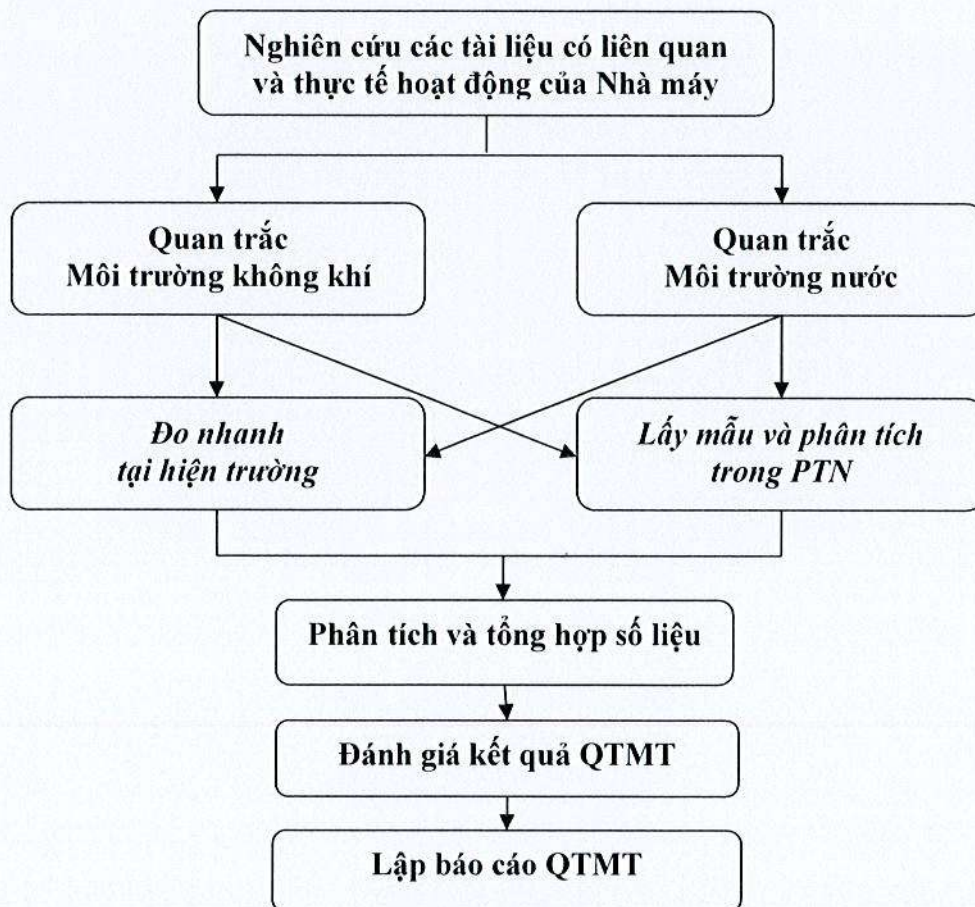 Nghiên cứu các tài liệu có liên quan
và thực tế hoạt động của Nhà máy
Quan trắc
Môi trường không khí
Quan trắc
Môi trường nước
Đo nhanh
tại hiện trường
Lấy mẫu và phân tích
trong PTN
Phân tích và tổng hợp số liệu
Đánh giá kết quả QTMT
Lập báo cáo QTMT